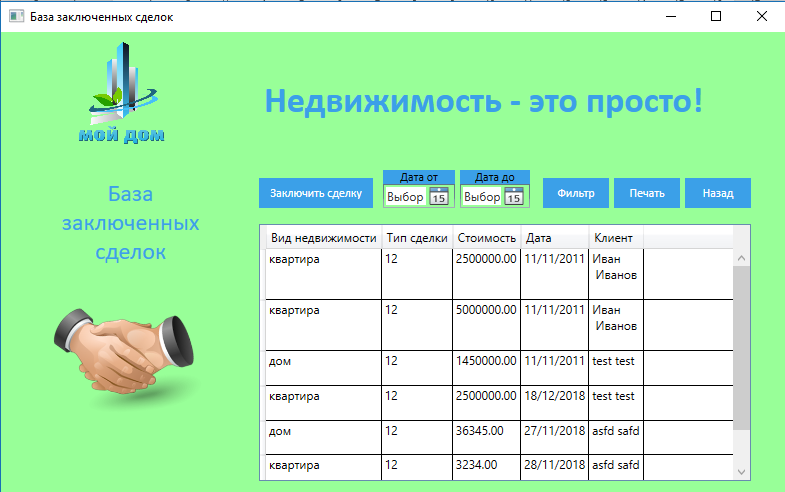 База заключенных сделок
мой дом
Недвижимость - это просто!
База
заключенных
сделок
Дата от Дата до
Заключить сделку Выбор 15 Выбор 15 Фильтр Печать Назад
Вид недвижимости Тип сделки Стоимость Дата Клиент
квартира 12 2500000.00 11/11/2011 Иван
Иванов
квартира 12 5000000.00 11/11/2011 Иван
Иванов
дом 12 1450000.00 11/11/2011 test test
квартира 12 2500000.00 18/12/2018 test test
дом 12 36345.00 27/11/2018 asfd safd
квартира 12 3234.00 28/11/2018 asfd safd